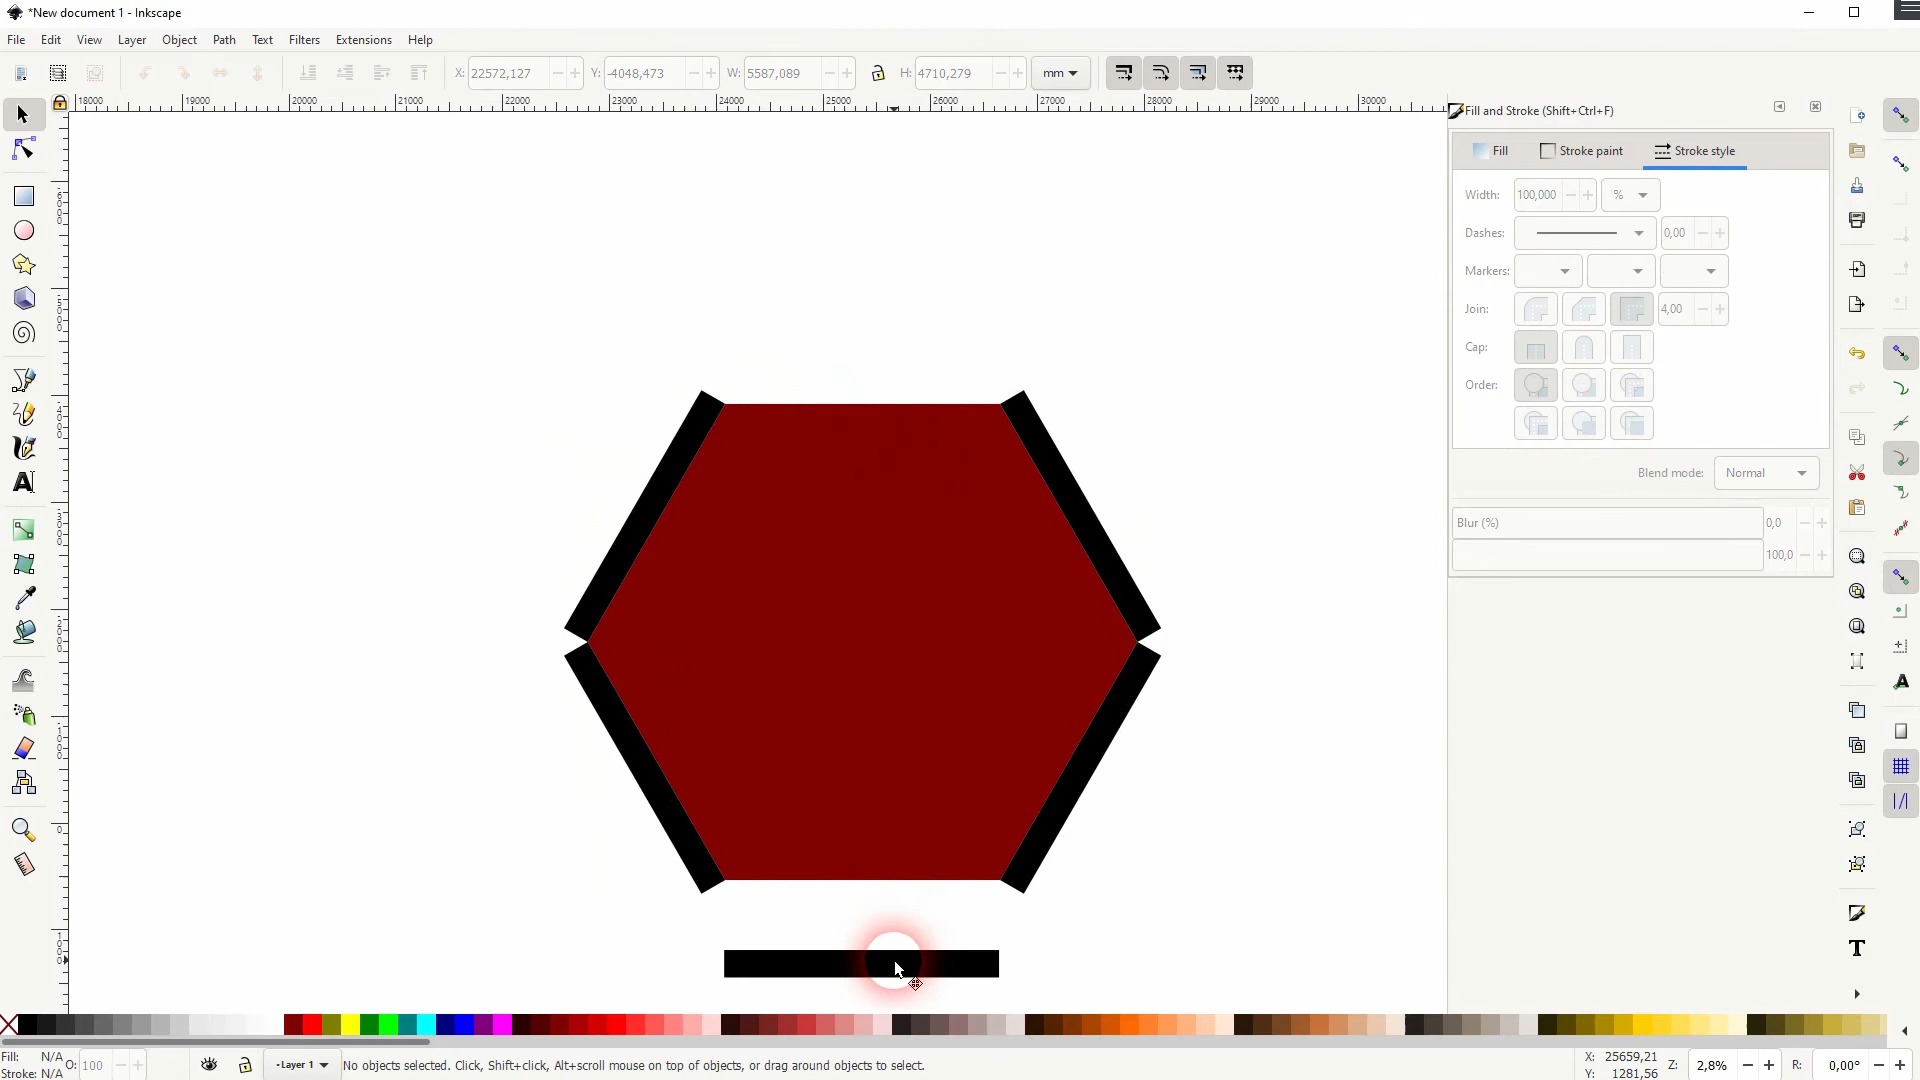 *New document 1 - Inkscape
File Edit View Layer Object Path Text Filters Extensions Help
X: 22572,127 Y: -4048,473 W: 5587,089 H: 4710,279 mm
18000 19000 20000 21000 22000 23000 24000 25000 26000 27000 28000 29000 30000
Fill and Stroke (Shift+Ctrl+F)
Fill Stroke paint Stroke style
Width: 100,000 %
Dashes: 0,00
Markers:
Join: 4,00
Cap:
Order:
Blend mode: Normal
Blur (%) 0,0
100,0
Fill: N/A O: 100
Stroke: N/A
Layer 1
No objects selected. Click, Shift+click, Alt+scroll mouse on top of objects, or drag around objects to select.
X: 25659,21
Y: 1281,56
Z: 2,8% R: 0,00°